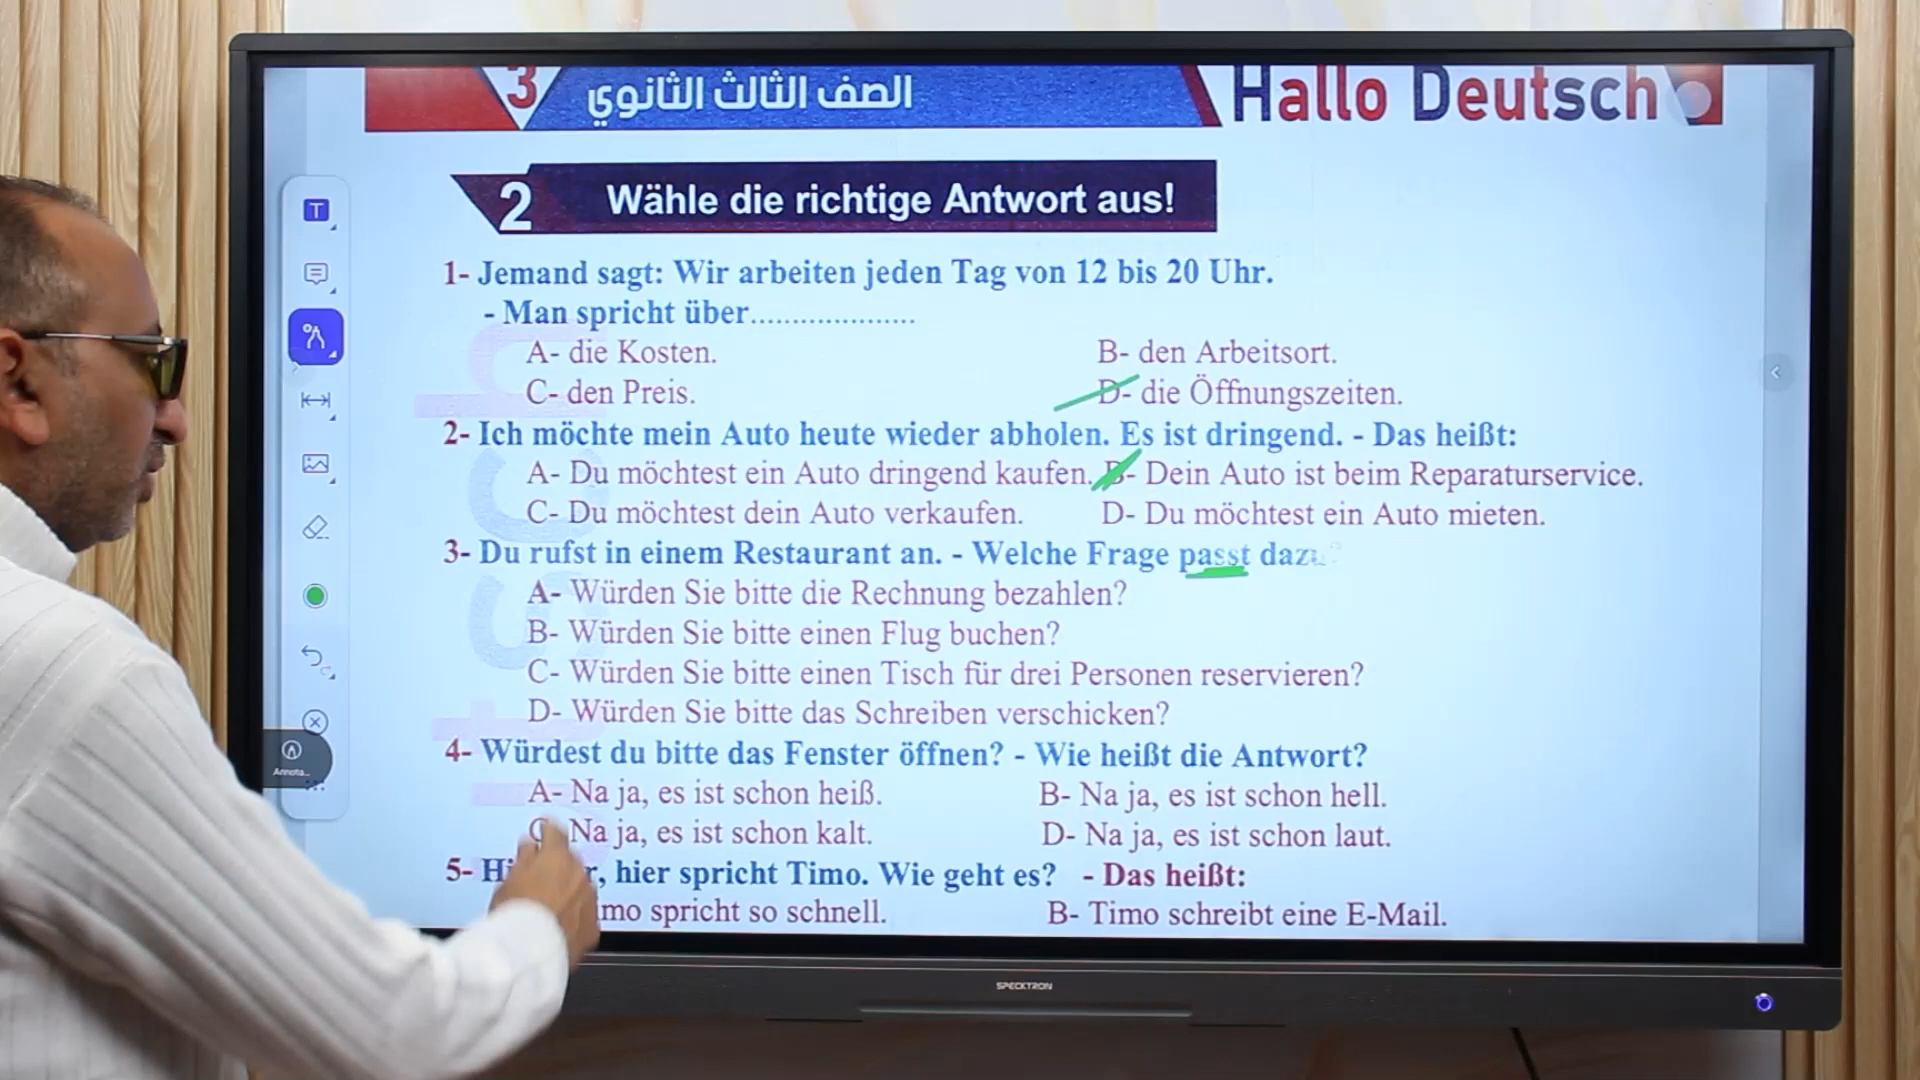 3 الصف الثالث الثانوي Hallo Deutsch
2 Wähle die richtige Antwort aus!
1- Jemand sagt: Wir arbeiten jeden Tag von 12 bis 20 Uhr.
- Man spricht über....................
A- die Kosten. B- den Arbeitsort.
C- den Preis. D- die Öffnungszeiten.
2- Ich möchte mein Auto heute wieder abholen. Es ist dringend. - Das heißt:
A- Du möchtest ein Auto dringend kaufen. B- Dein Auto ist beim Reparaturservice.
C- Du möchtest dein Auto verkaufen. D- Du möchtest ein Auto mieten.
3- Du rufst in einem Restaurant an. - Welche Frage passt dazu?
A- Würden Sie bitte die Rechnung bezahlen?
B- Würden Sie bitte einen Flug buchen?
C- Würden Sie bitte einen Tisch für drei Personen reservieren?
D- Würden Sie bitte das Schreiben verschicken?
4- Würdest du bitte das Fenster öffnen? - Wie heißt die Antwort?
A- Na ja, es ist schon heiß. B- Na ja, es ist schon hell.
C- Na ja, es ist schon kalt. D- Na ja, es ist schon laut.
5- hier spricht Timo. Wie geht es? - Das heißt:
spricht so schnell. B- Timo schreibt eine E-Mail.
Annota...
SPECKTRON